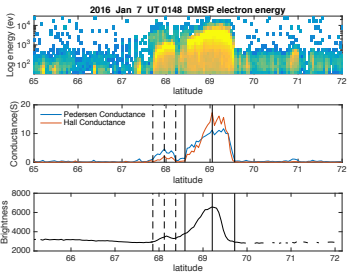 2016 Jan 7 UT 0148 DMSP electron energy
Log energy (ev)
10^4
10^3
10^2
65 66 67 68 69 70 71 72
latitude
Conductance(S)
20
10
0
Pedersen Conductance
Hall Conductance
65 66 67 68 69 70 71 72
latitude
Brightness
8000
6000
4000
2000
66 67 68 69 70 71 72
latitude